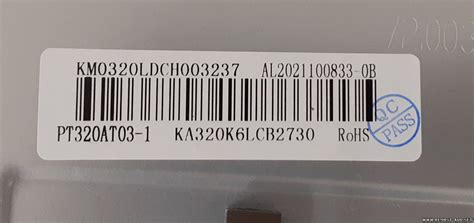 KM0320LDCH003237 AL2021100833-0B
PT320AT03-1 KA320K6LCB2730 RoHS
QC
PASS